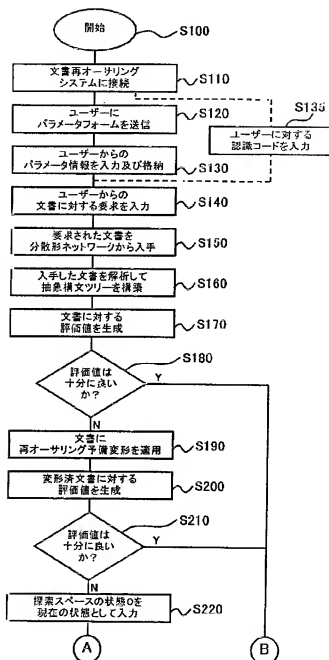 開始
S100
文書再オーサリング
システムに接続
S110
ユーザーに
パラメータフォームを送信
S120
S135
ユーザーに対する
認識コードを入力
ユーザーからの
パラメータ情報を入力及び格納
S130
ユーザーからの
文書に対する要求を入力
S140
要求された文書を
分散形ネットワークから入手
S150
入手した文書を解析して
抽象構文ツリーを構築
S160
文書に対する
評価値を生成
S170
評価値は
十分に良い
か?
S180
Y
N
文書に
再オーサリング予備変形を適用
S190
変形済文書に対する
評価値を生成
S200
評価値は
十分に良い
か?
S210
Y
N
探索スペースの状態0を
現在の状態として入力
S220
A
B